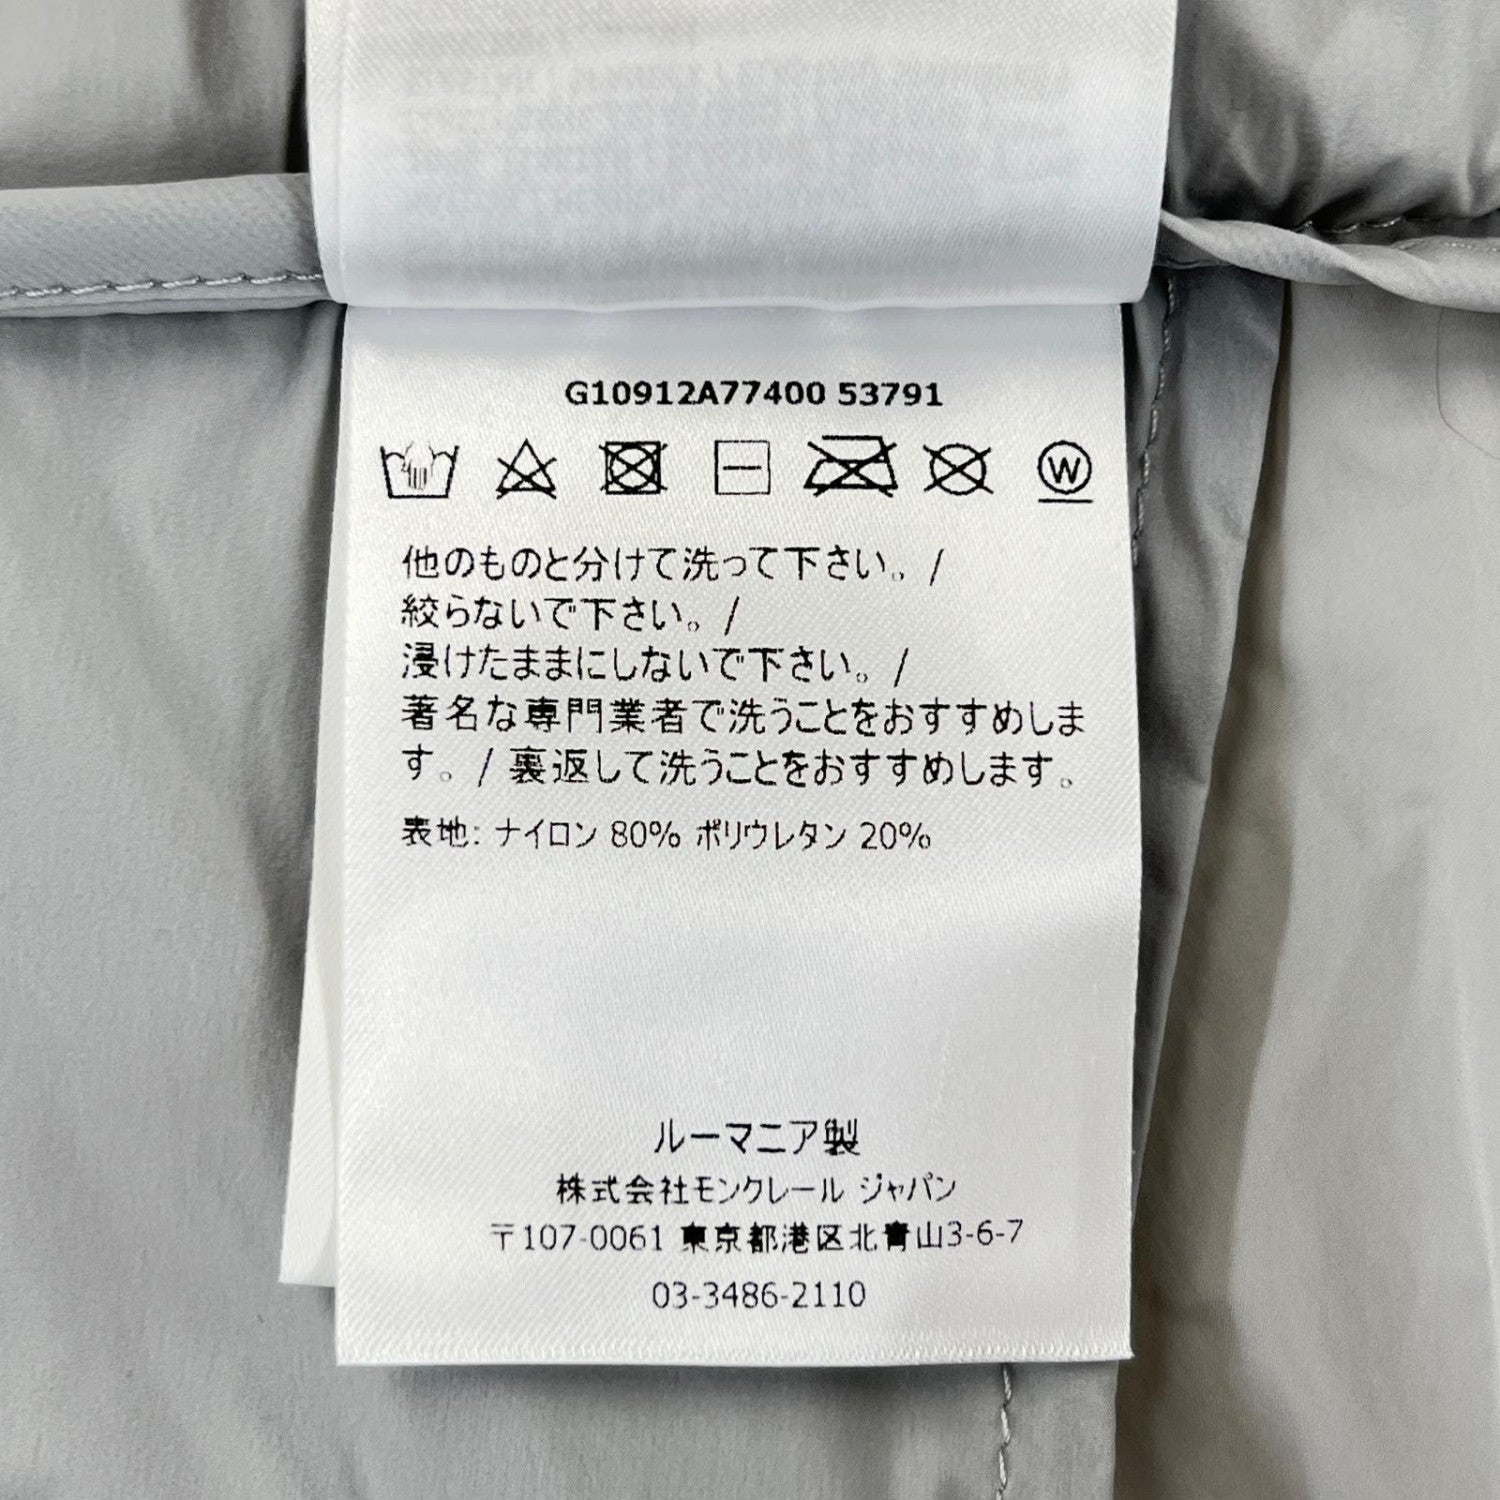 G10912A77400 53791
W
他のものと分けて洗って下さい。/
絞らないで下さい。/
浸けたままにしないで下さい。/
著名な専門業者で洗うことをおすすめしま
す。/ 裏返して洗うことをおすすめします。
表地: ナイロン 80% ポリウレタン 20%
ルーマニア製
株式会社モンクレール ジャパン
〒107-0061 東京都港区北青山3-6-7
03-3486-2110